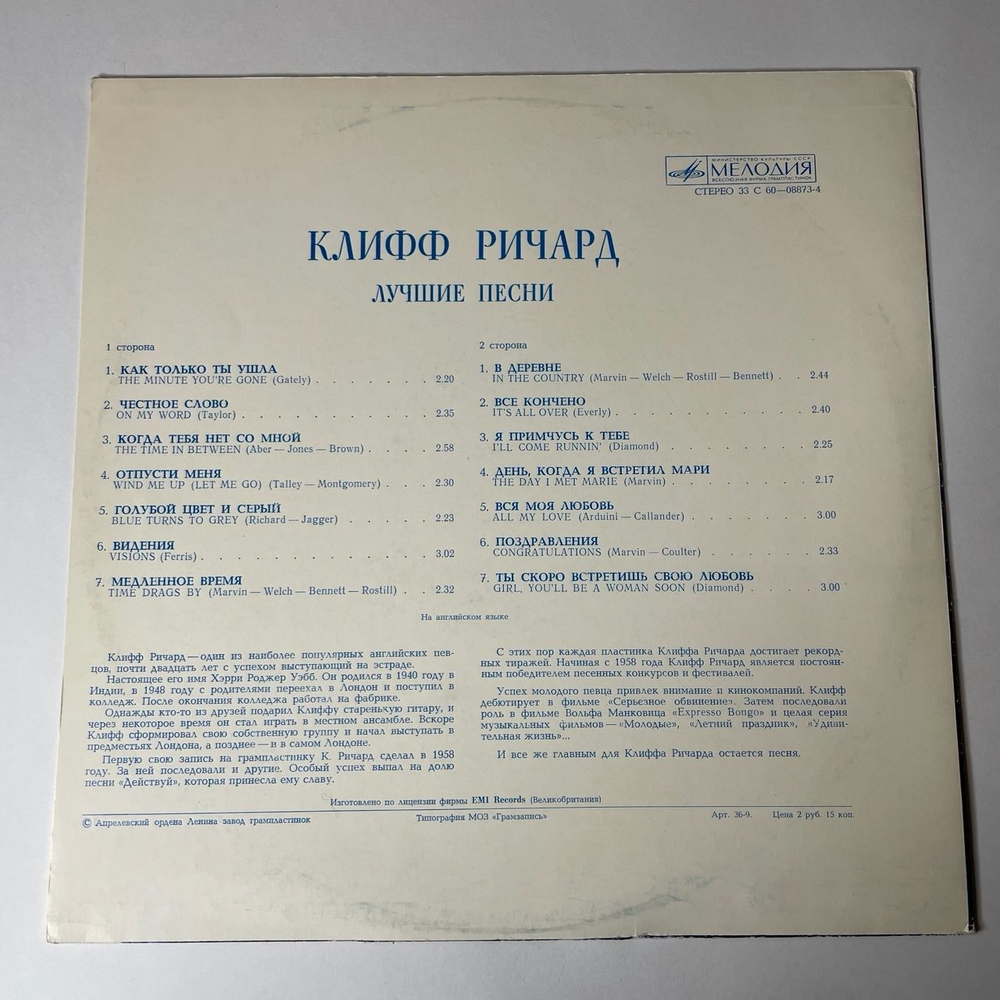 МИНИСТЕРСТВО КУЛЬТУРЫ СССР
МЕЛОДИЯ
ВСЕСОЮЗНАЯ ФИРМА ГРАМПЛАСТИНОК
СТЕРЕО 33 С 60—08873-4
КЛИФФ РИЧАРД
ЛУЧШИЕ ПЕСНИ
1 сторона
1. КАК ТОЛЬКО ТЫ УШЛА
THE MINUTE YOU'RE GONE (Gately) . . . . . . . 2.20
2. ЧЕСТНОЕ СЛОВО
ON MY WORD (Taylor) . . . . . . . . . . . 2.35
3. КОГДА ТЕБЯ НЕТ СО МНОЙ
THE TIME IN BETWEEN (Aber — Jones — Brown) . . . . 2.58
4. ОТПУСТИ МЕНЯ
WIND ME UP (LET ME GO) (Talley — Montgomery) . . . 2.30
5. ГОЛУБОЙ ЦВЕТ И СЕРЫЙ
BLUE TURNS TO GREY (Richard — Jagger) . . . . . 2.23
6. ВИДЕНИЯ
VISIONS (Ferris) . . . . . . . . . . . . 3.02
7. МЕДЛЕННОЕ ВРЕМЯ
TIME DRAGS BY (Marvin — Welch — Bennett — Rostill) . . 2.32
2 сторона
1. В ДЕРЕВНЕ
IN THE COUNTRY (Marvin — Welch — Rostill — Bennett) . . 2.44
2. ВСЕ КОНЧЕНО
IT'S ALL OVER (Everly) . . . . . . . . . . . 2.40
3. Я ПРИМЧУСЬ К ТЕБЕ
I'LL COME RUNNIN' (Diamond) . . . . . . . . 2.25
4. ДЕНЬ, КОГДА Я ВСТРЕТИЛ МАРИ
THE DAY I MET MARIE (Marvin) . . . . . . . . 2.17
5. ВСЯ МОЯ ЛЮБОВЬ
ALL MY LOVE (Arduini — Callander) . . . . . . . 3.00
6. ПОЗДРАВЛЕНИЯ
CONGRATULATIONS (Marvin — Coulter) . . . . . . 2.33
7. ТЫ СКОРО ВСТРЕТИШЬ СВОЮ ЛЮБОВЬ
GIRL, YOU'LL BE A WOMAN SOON (Diamond) . . . . 3.00
На английском языке
Клифф Ричард — один из наиболее популярных английских пев-
цов, почти двадцать лет с успехом выступающий на эстраде.
Настоящее его имя Хэрри Роджер Уэбб. Он родился в 1940 году в
Индии, в 1948 году с родителями переехал в Лондон и поступил в
колледж. После окончания колледжа работал на фабрике.
Однажды кто-то из друзей подарил Клиффу старенькую гитару, и
через некоторое время он стал играть в местном ансамбле. Вскоре
Клифф сформировал свою собственную группу и начал выступать в
предместьях Лондона, а позднее — и в самом Лондоне.
Первую свою запись на грампластинку К. Ричард сделал в 1958
году. За ней последовали и другие. Особый успех выпал на долю
песни «Действуй», которая принесла ему славу.
С этих пор каждая пластинка Клиффа Ричарда достигает рекорд-
ных тиражей. Начиная с 1958 года Клифф Ричард является постоян-
ным победителем песенных конкурсов и фестивалей.
Успех молодого певца привлек внимание и кинокомпаний. Клифф
дебютирует в фильме «Серьезное обвинение». Затем последовали
роль в фильме Вольфа Манковица «Expresso Bongo» и целая серия
музыкальных фильмов — «Молодые», «Летний праздник», «Удиви-
тельная жизнь»...
И все же главным для Клиффа Ричарда остается песня.
Изготовлено по лицензии фирмы EMI Records (Великобритания)
© Апрелевский ордена Ленина завод грампластинок
Типография МОЗ «Грамзапись»
Арт. 36-9. Цена 2 руб. 15 коп.